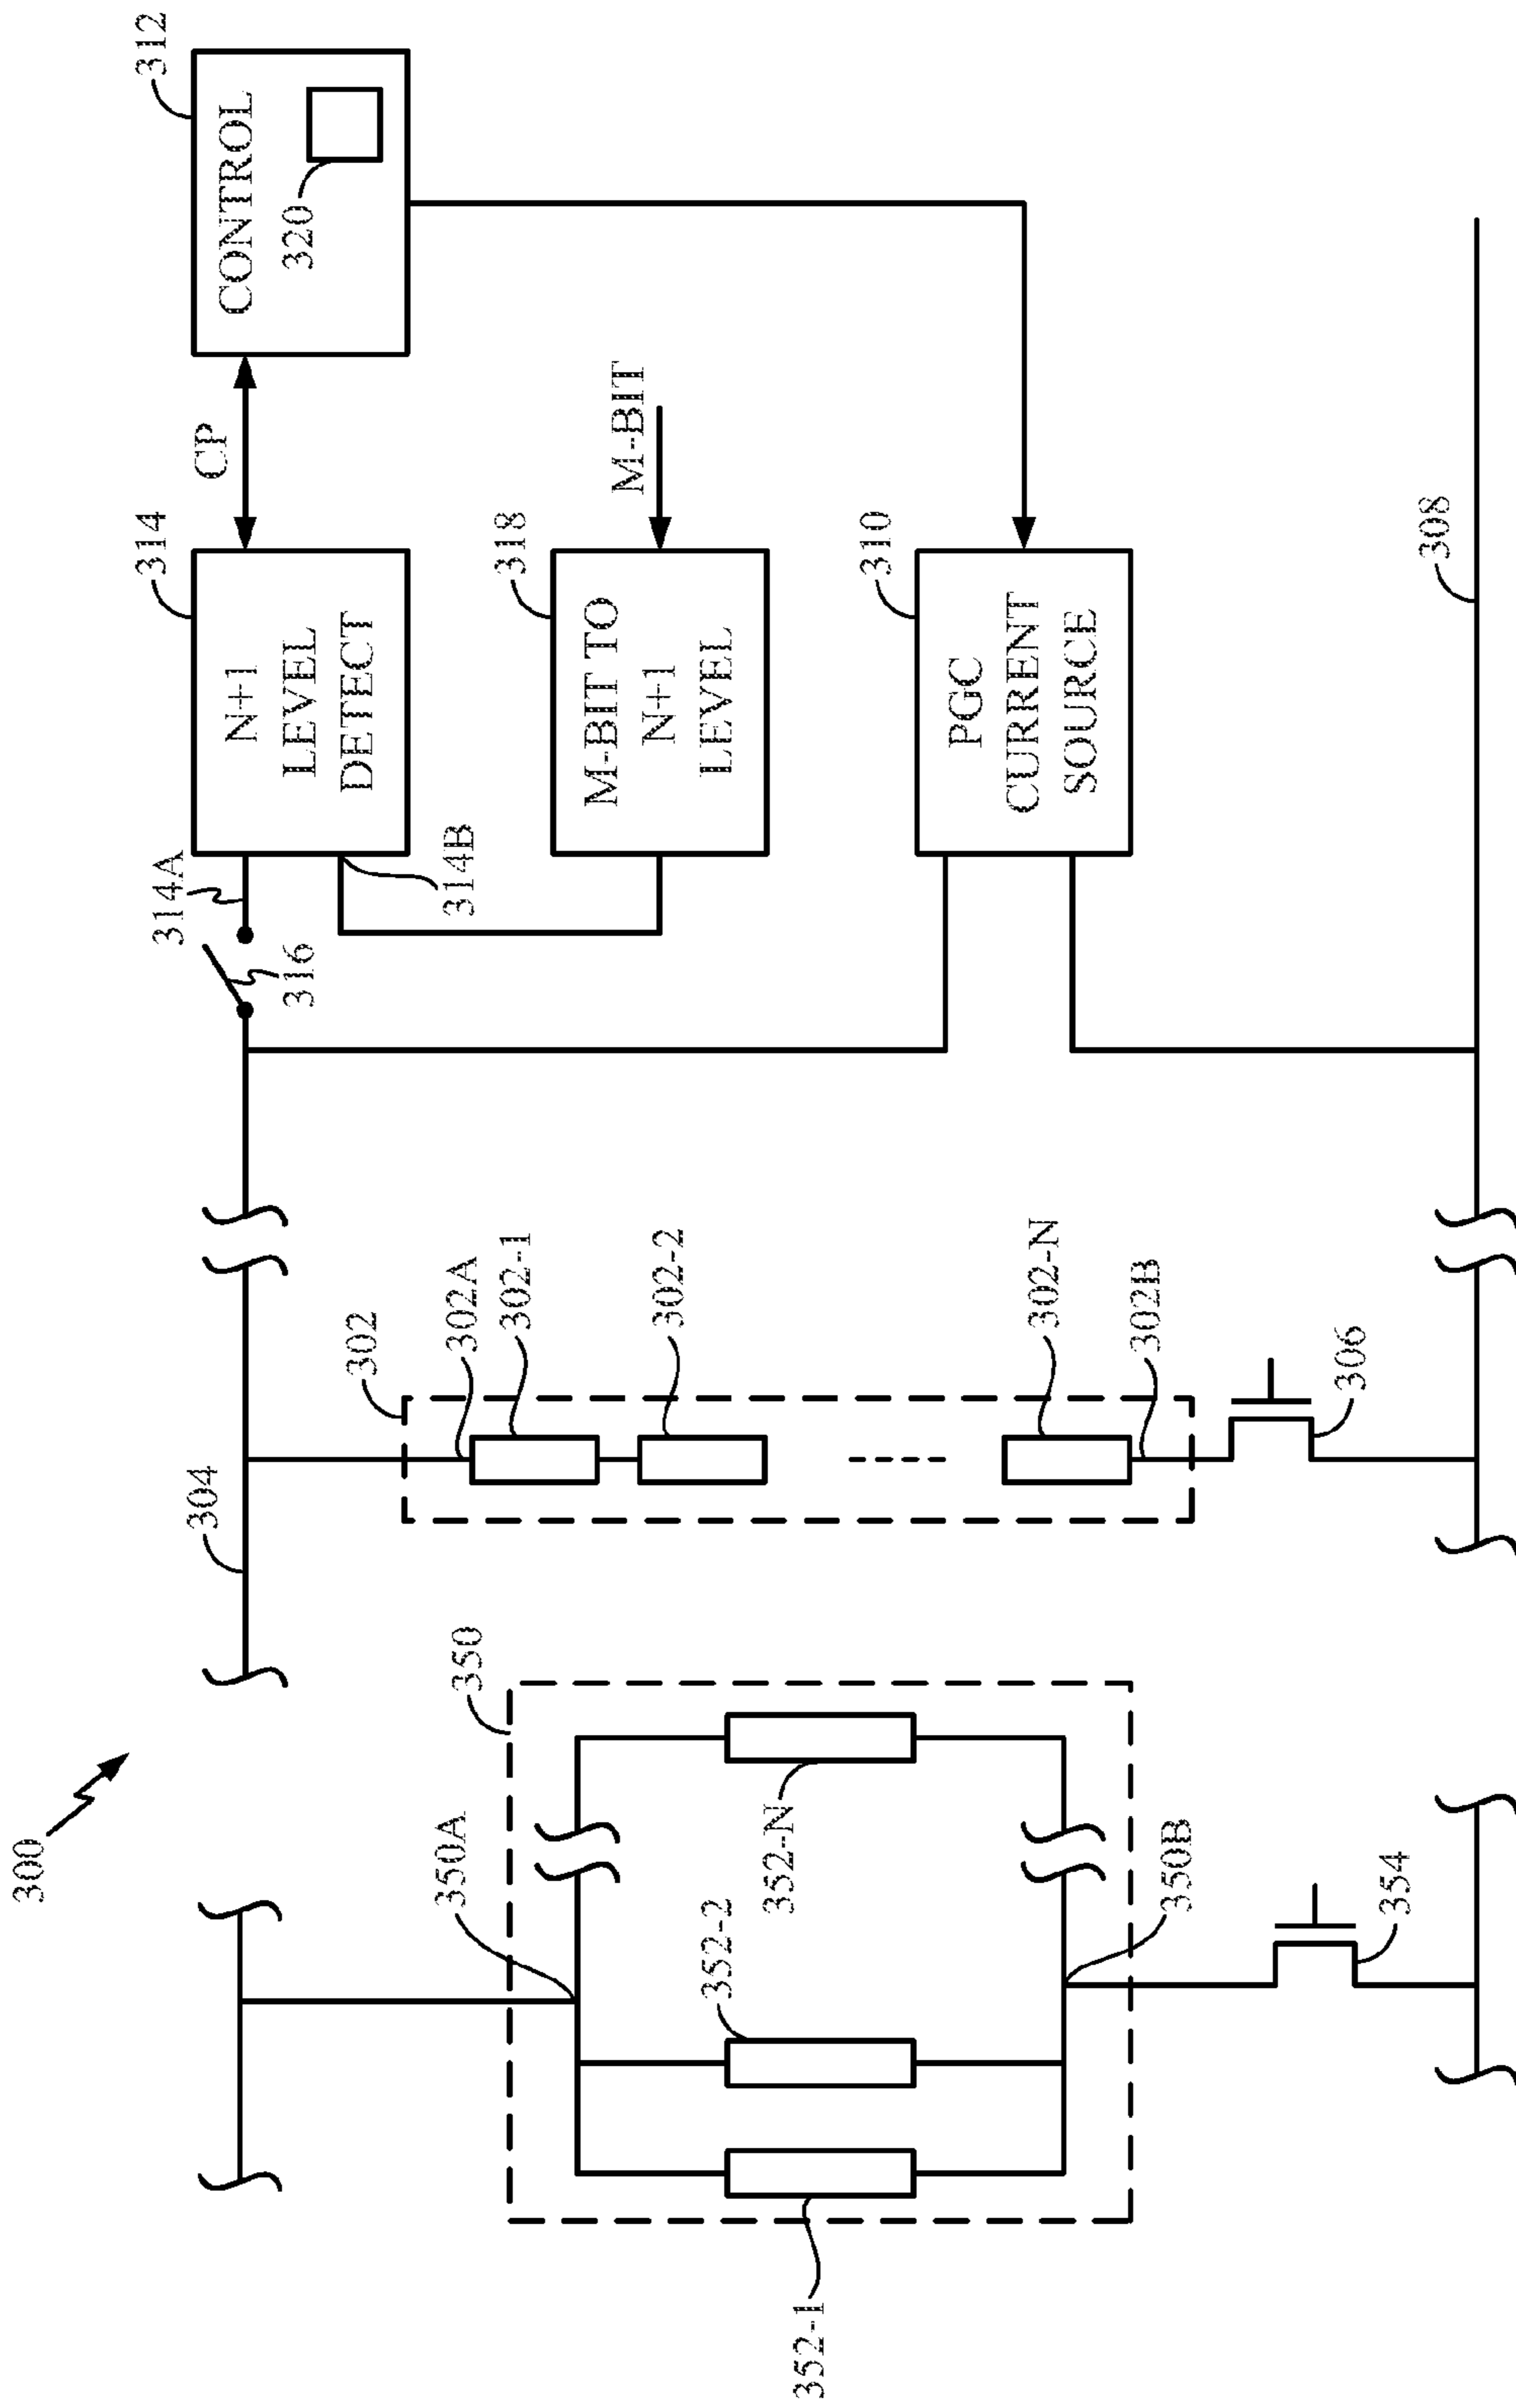 300
350
350A
352-1
352-2
352-N
350B
354
304
302
302A
302-1
302-2
302-N
302B
306
308
316
314A
314B
314
N+1
LEVEL
DETECT
CP
312
CONTROL
320
318
M-BIT TO
N+1
LEVEL
M-BIT
310
PGC
CURRENT
SOURCE